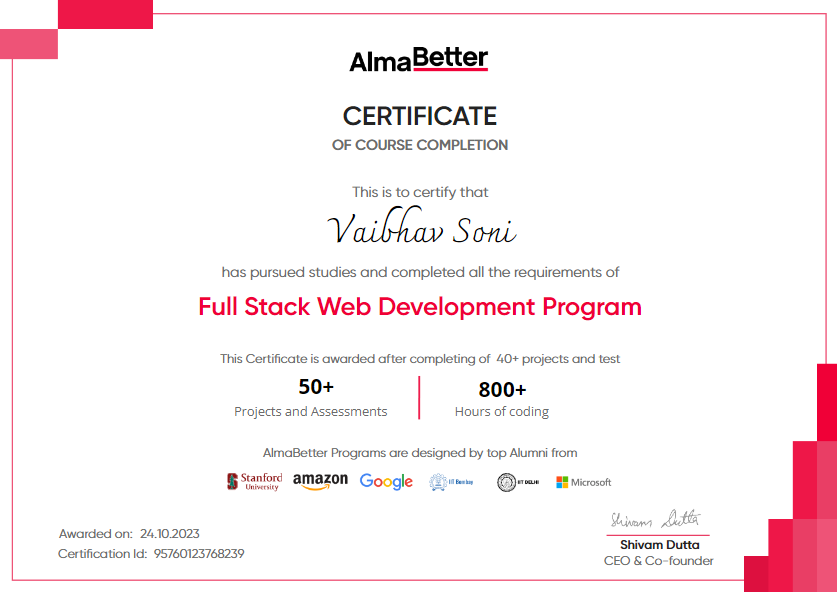 AlmaBetter
CERTIFICATE
OF COURSE COMPLETION
This is to certify that
Vaibhav Soni
has pursued studies and completed all the requirements of
Full Stack Web Development Program
This Certificate is awarded after completing of 40+ projects and test
50+
Projects and Assessments
800+
Hours of coding
AlmaBetter Programs are designed by top Alumni from
Stanford
University
amazon
Google
IIT Bombay
IIT DELHI
Microsoft
Awarded on: 24.10.2023
Certification Id: 95760123768239
Shivam Dutta
Shivam Dutta
CEO & Co-founder